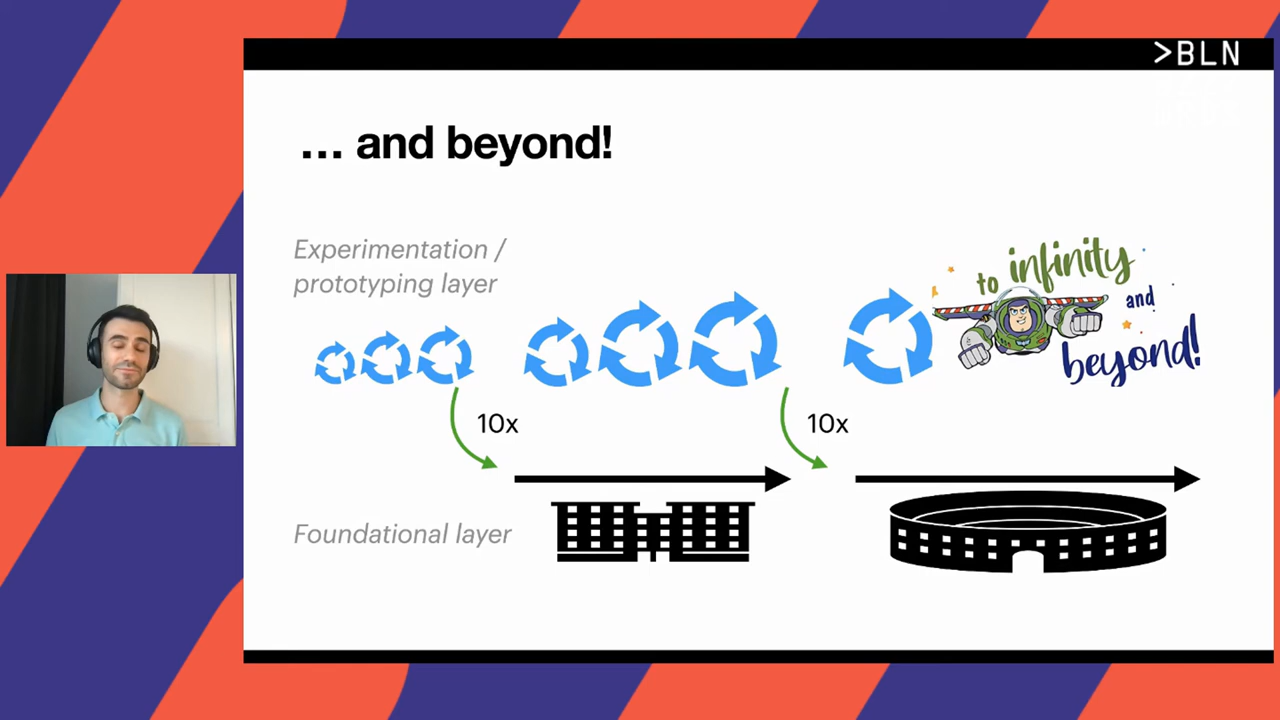 >BLN
… and beyond!
Experimentation /
prototyping layer
to infinity
and
beyond!
10x
10x
Foundational layer